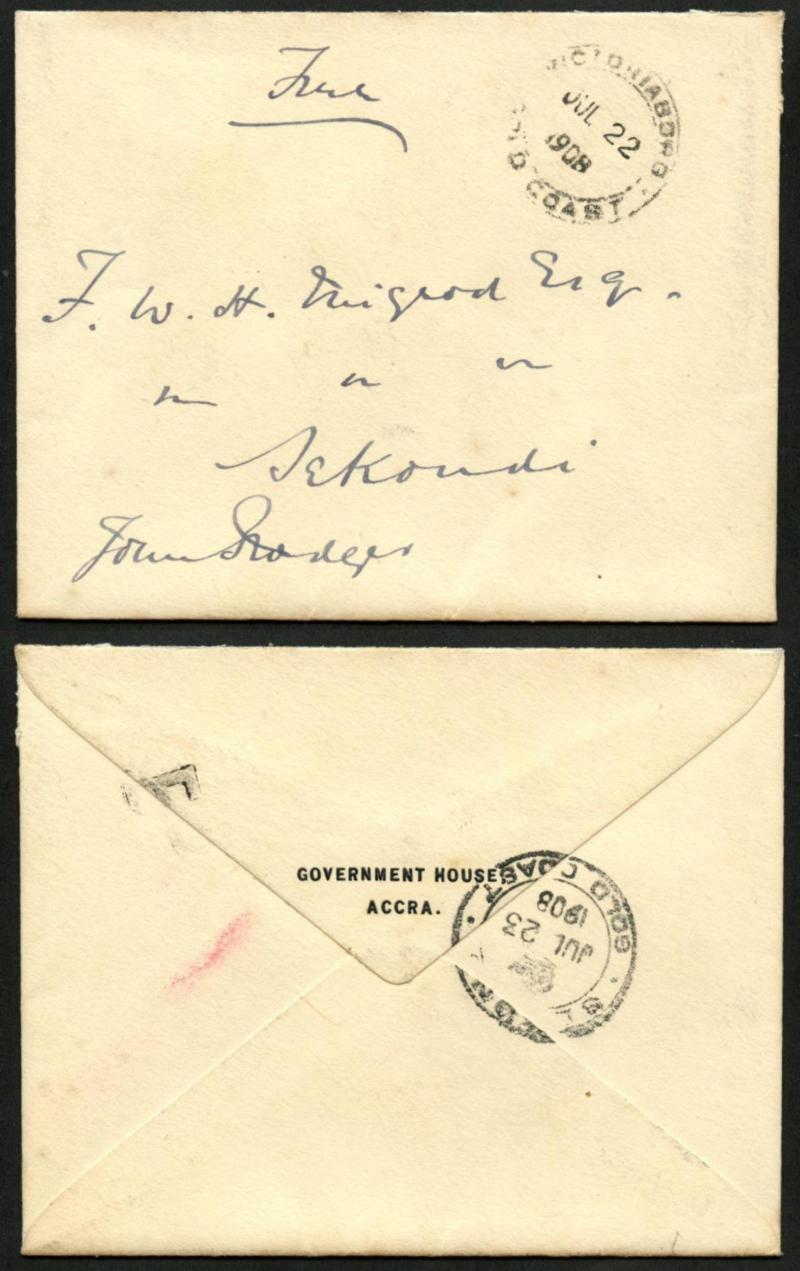 Free
VICTORIABORG
JUL 22
1908
GOLD COAST
F. W. H. Migeod Esq.
Sekondi
John P Rodger
GOVERNMENT HOUSE,
ACCRA.
GOLD COAST
JUL 23
1908